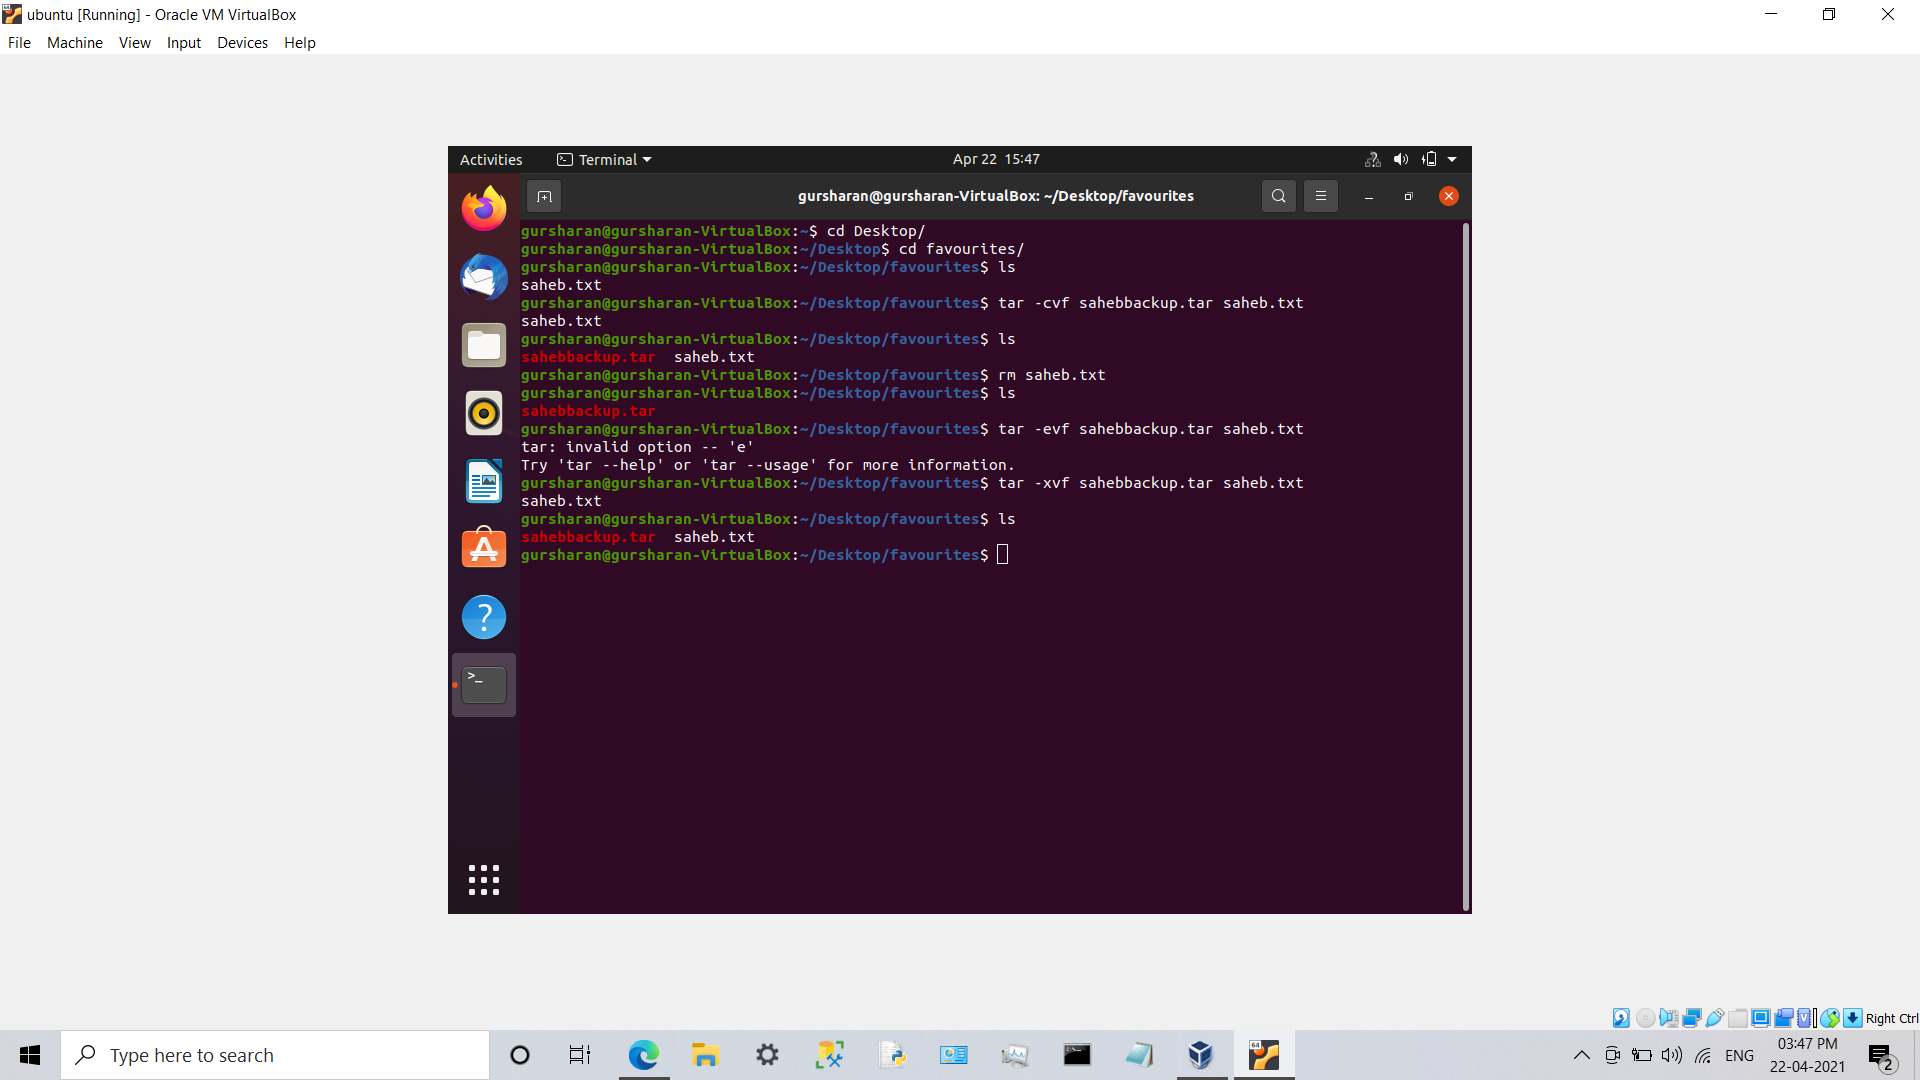 ubuntu [Running] - Oracle VM VirtualBox
File Machine View Input Devices Help
Activities Terminal Apr 22 15:47
gursharan@gursharan-VirtualBox: ~/Desktop/favourites
gursharan@gursharan-VirtualBox:~$ cd Desktop/
gursharan@gursharan-VirtualBox:~/Desktop$ cd favourites/
gursharan@gursharan-VirtualBox:~/Desktop/favourites$ ls
saheb.txt
gursharan@gursharan-VirtualBox:~/Desktop/favourites$ tar -cvf sahebbackup.tar saheb.txt
saheb.txt
gursharan@gursharan-VirtualBox:~/Desktop/favourites$ ls
sahebbackup.tar  saheb.txt
gursharan@gursharan-VirtualBox:~/Desktop/favourites$ rm saheb.txt
gursharan@gursharan-VirtualBox:~/Desktop/favourites$ ls
sahebbackup.tar
gursharan@gursharan-VirtualBox:~/Desktop/favourites$ tar -evf sahebbackup.tar saheb.txt
tar: invalid option -- 'e'
Try 'tar --help' or 'tar --usage' for more information.
gursharan@gursharan-VirtualBox:~/Desktop/favourites$ tar -xvf sahebbackup.tar saheb.txt
saheb.txt
gursharan@gursharan-VirtualBox:~/Desktop/favourites$ ls
sahebbackup.tar  saheb.txt
gursharan@gursharan-VirtualBox:~/Desktop/favourites$
Right Ctrl
Type here to search
ENG
03:47 PM
22-04-2021
2